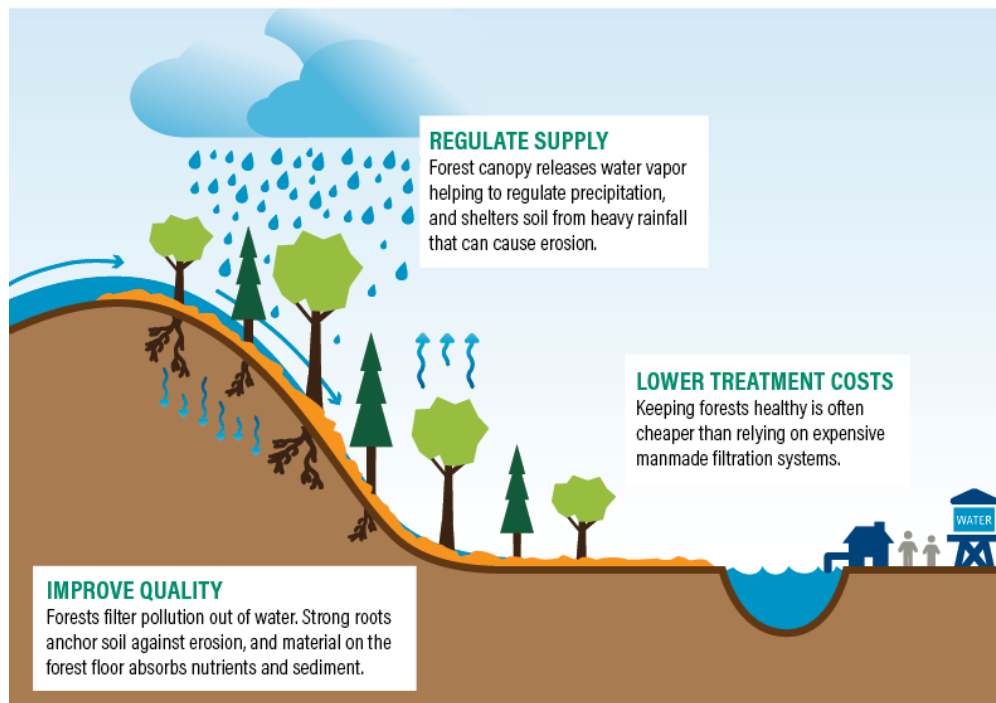 REGULATE SUPPLY
Forest canopy releases water vapor
helping to regulate precipitation,
and shelters soil from heavy rainfall
that can cause erosion.
LOWER TREATMENT COSTS
Keeping forests healthy is often
cheaper than relying on expensive
manmade filtration systems.
WATER
IMPROVE QUALITY
Forests filter pollution out of water. Strong roots
anchor soil against erosion, and material on the
forest floor absorbs nutrients and sediment.